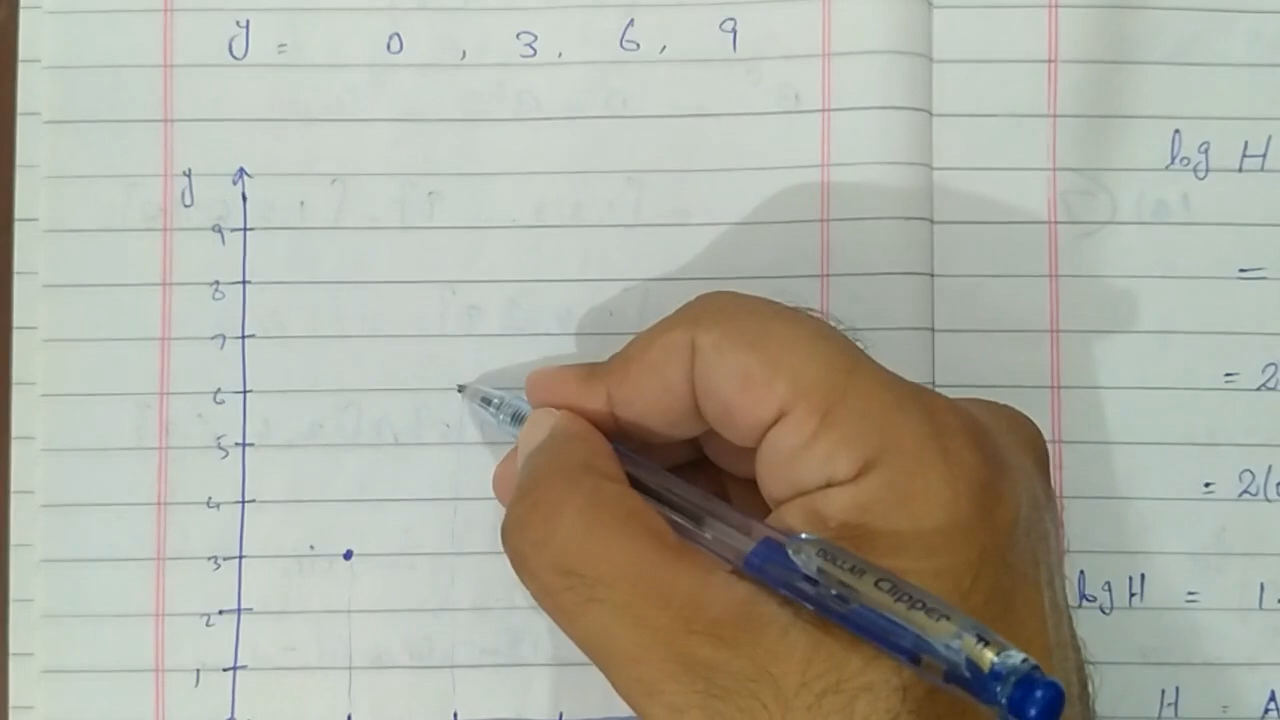 y = 0 , 3 , 6 , 9
y
9
8
7
6
5
4
3
2
1
log H
=
= 2
= 2(
log H = 1.
H = A
DOLLAR Clipper